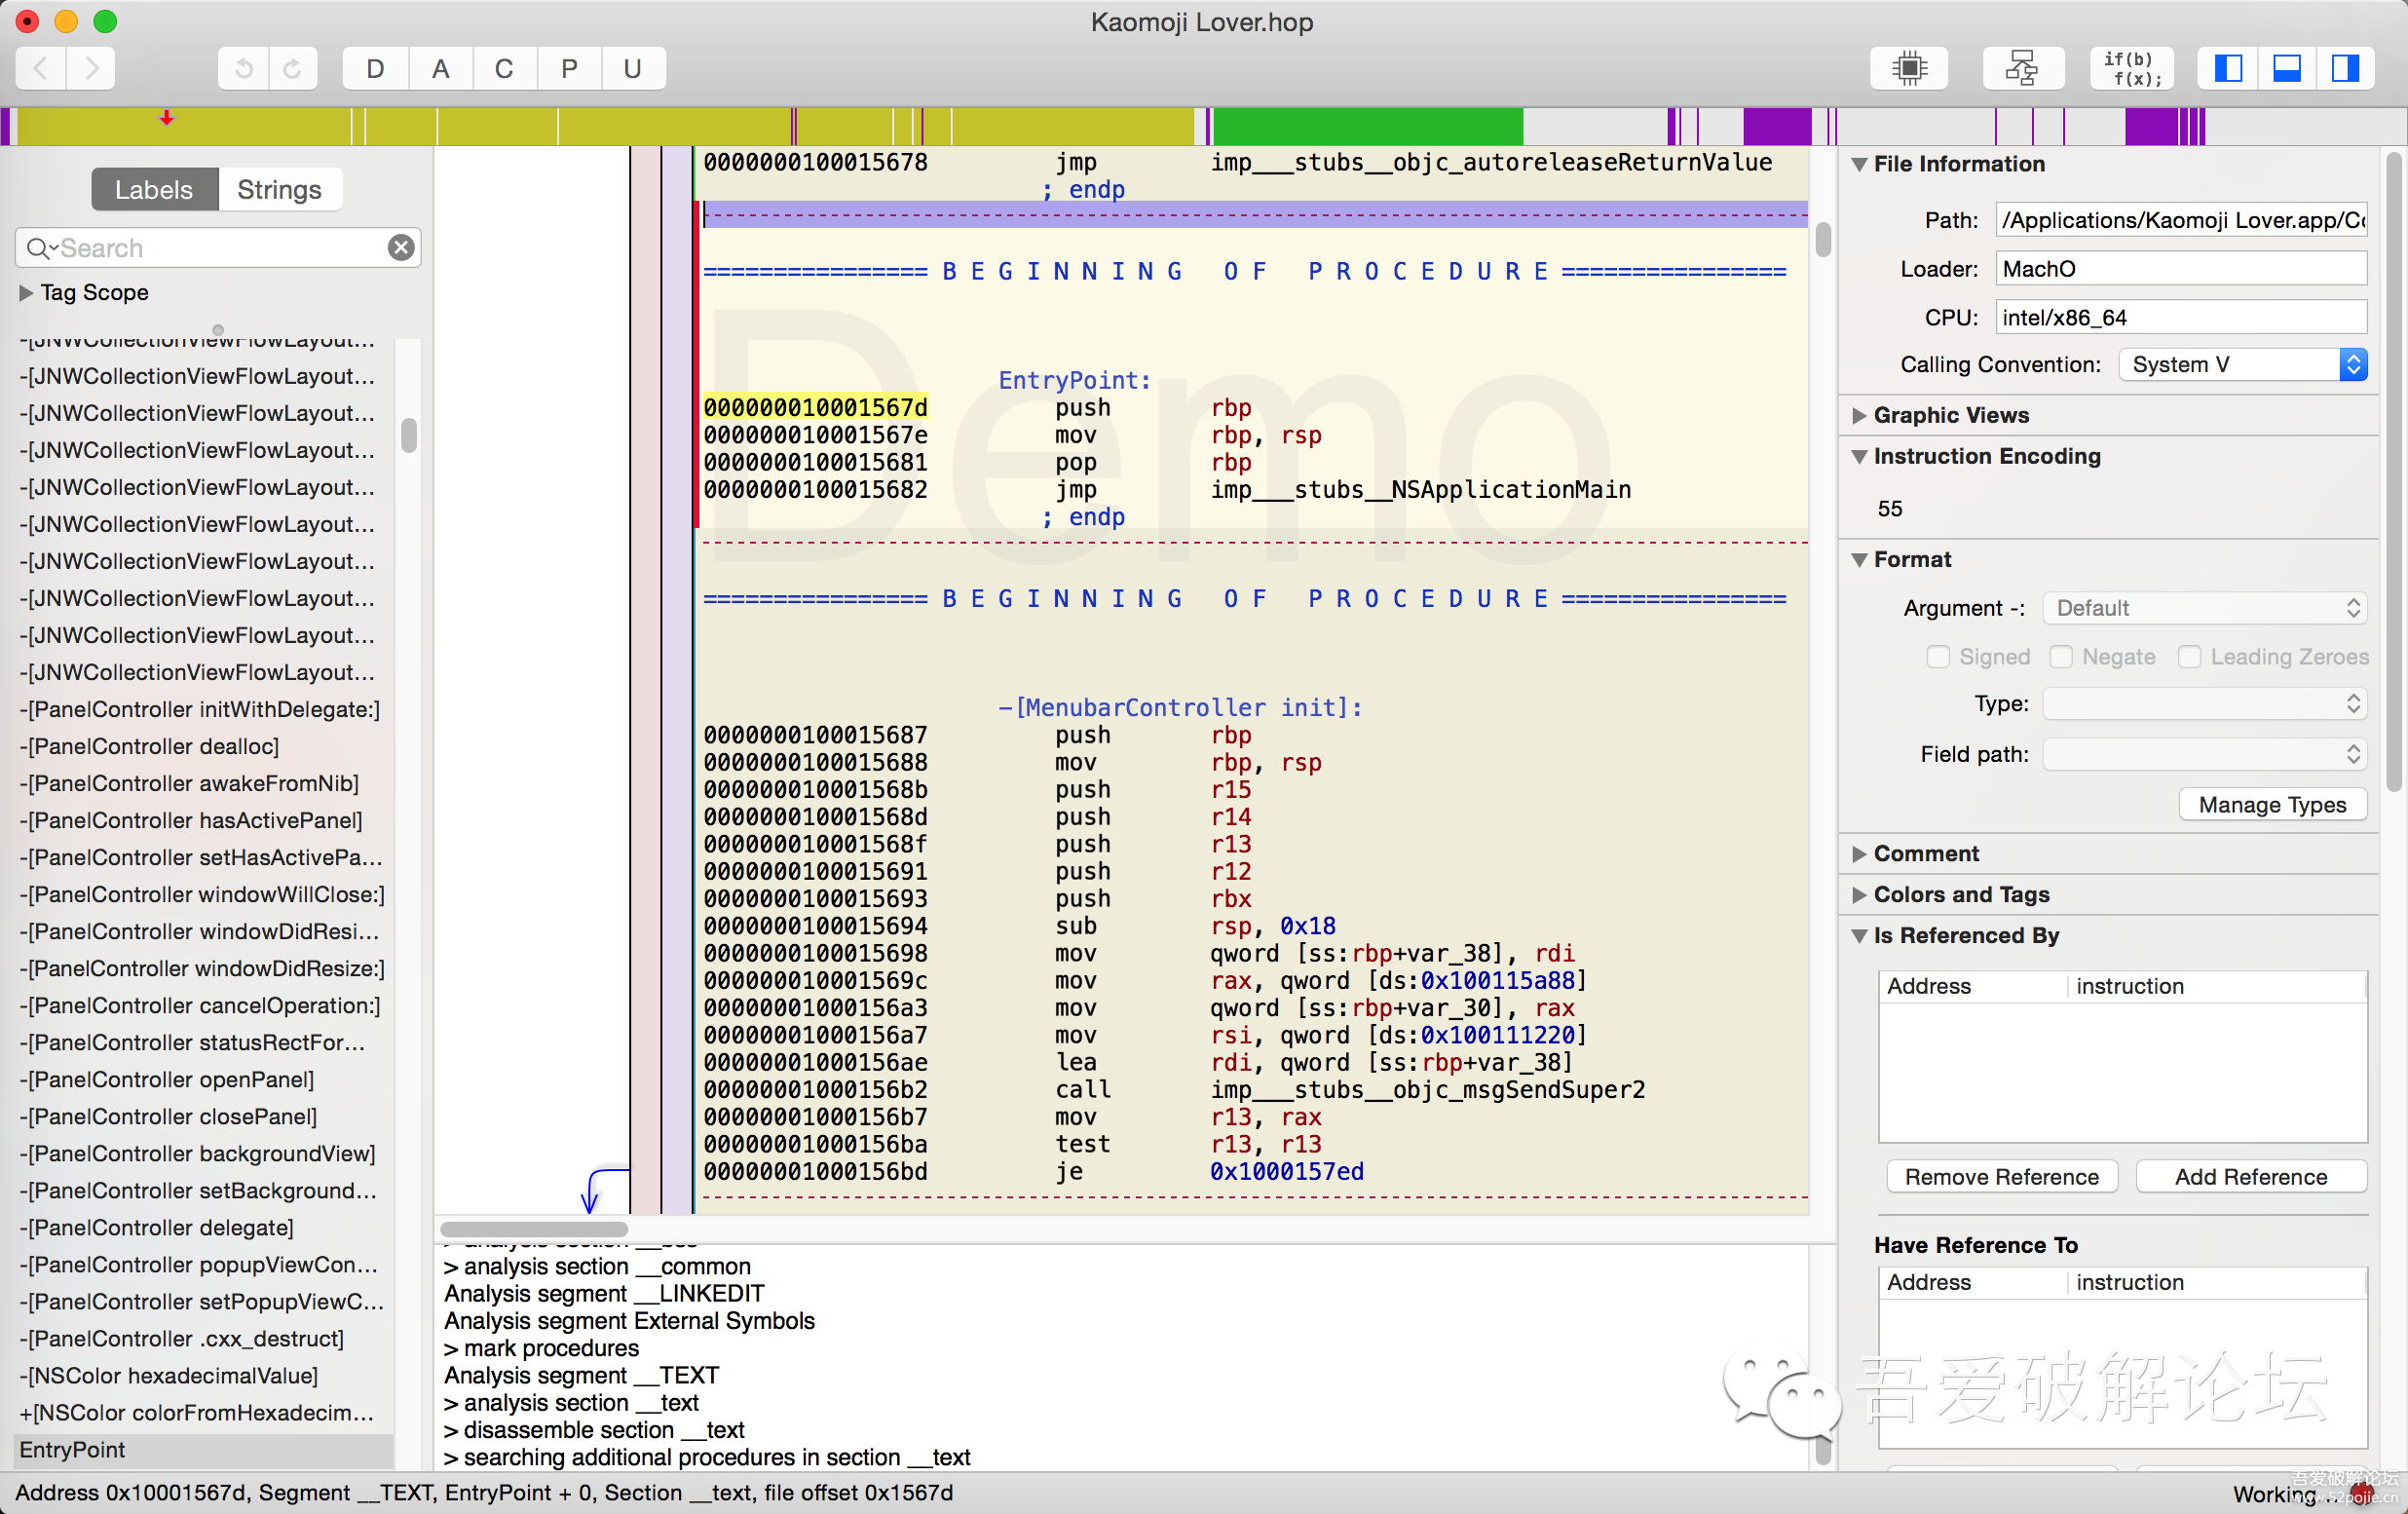 Kaomoji Lover.hop
D A C P U
if(b)
f(x);
Labels Strings
Search
Tag Scope
-[JNWCollectionViewFlowLayout...
-[JNWCollectionViewFlowLayout...
-[JNWCollectionViewFlowLayout...
-[JNWCollectionViewFlowLayout...
-[JNWCollectionViewFlowLayout...
-[JNWCollectionViewFlowLayout...
-[JNWCollectionViewFlowLayout...
-[JNWCollectionViewFlowLayout...
-[JNWCollectionViewFlowLayout...
-[JNWCollectionViewFlowLayout...
-[PanelController initWithDelegate:]
-[PanelController dealloc]
-[PanelController awakeFromNib]
-[PanelController hasActivePanel]
-[PanelController setHasActivePa...
-[PanelController windowWillClose:]
-[PanelController windowDidResi...
-[PanelController windowDidResize:]
-[PanelController cancelOperation:]
-[PanelController statusRectFor...
-[PanelController openPanel]
-[PanelController closePanel]
-[PanelController backgroundView]
-[PanelController setBackground...
-[PanelController delegate]
-[PanelController popupViewCon...
-[PanelController setPopupViewC...
-[PanelController .cxx_destruct]
-[NSColor hexadecimalValue]
+[NSColor colorFromHexadecim...
EntryPoint
0000000100015678 jmp imp___stubs__objc_autoreleaseReturnValue
; endp
================ B E G I N N I N G   O F   P R O C E D U R E ================
Demo
EntryPoint:
000000010001567d push rbp
000000010001567e mov rbp, rsp
0000000100015681 pop rbp
0000000100015682 jmp imp___stubs__NSApplicationMain
; endp
================ B E G I N N I N G   O F   P R O C E D U R E ================
-[MenubarController init]:
0000000100015687 push rbp
0000000100015688 mov rbp, rsp
000000010001568b push r15
000000010001568d push r14
000000010001568f push r13
0000000100015691 push r12
0000000100015693 push rbx
0000000100015694 sub rsp, 0x18
0000000100015698 mov qword [ss:rbp+var_38], rdi
000000010001569c mov rax, qword [ds:0x100115a88]
00000001000156a3 mov qword [ss:rbp+var_30], rax
00000001000156a7 mov rsi, qword [ds:0x100111220]
00000001000156ae lea rdi, qword [ss:rbp+var_38]
00000001000156b2 call imp___stubs__objc_msgSendSuper2
00000001000156b7 mov r13, rax
00000001000156ba test r13, r13
00000001000156bd je 0x1000157ed
> analysis section __bss
> analysis section __common
Analysis segment __LINKEDIT
Analysis segment External Symbols
> mark procedures
Analysis segment __TEXT
> analysis section __text
> disassemble section __text
> searching additional procedures in section __text
File Information
Path: /Applications/Kaomoji Lover.app/Co
Loader: MachO
CPU: intel/x86_64
Calling Convention: System V
Graphic Views
Instruction Encoding
55
Format
Argument -: Default
Signed Negate Leading Zeroes
Type:
Field path:
Manage Types
Comment
Colors and Tags
Is Referenced By
Address instruction
Remove Reference Add Reference
Have Reference To
Address instruction
吾爱破解论坛
Address 0x10001567d, Segment __TEXT, EntryPoint + 0, Section __text, file offset 0x1567d
Working...
吾爱破解论坛
www.52pojie.cn